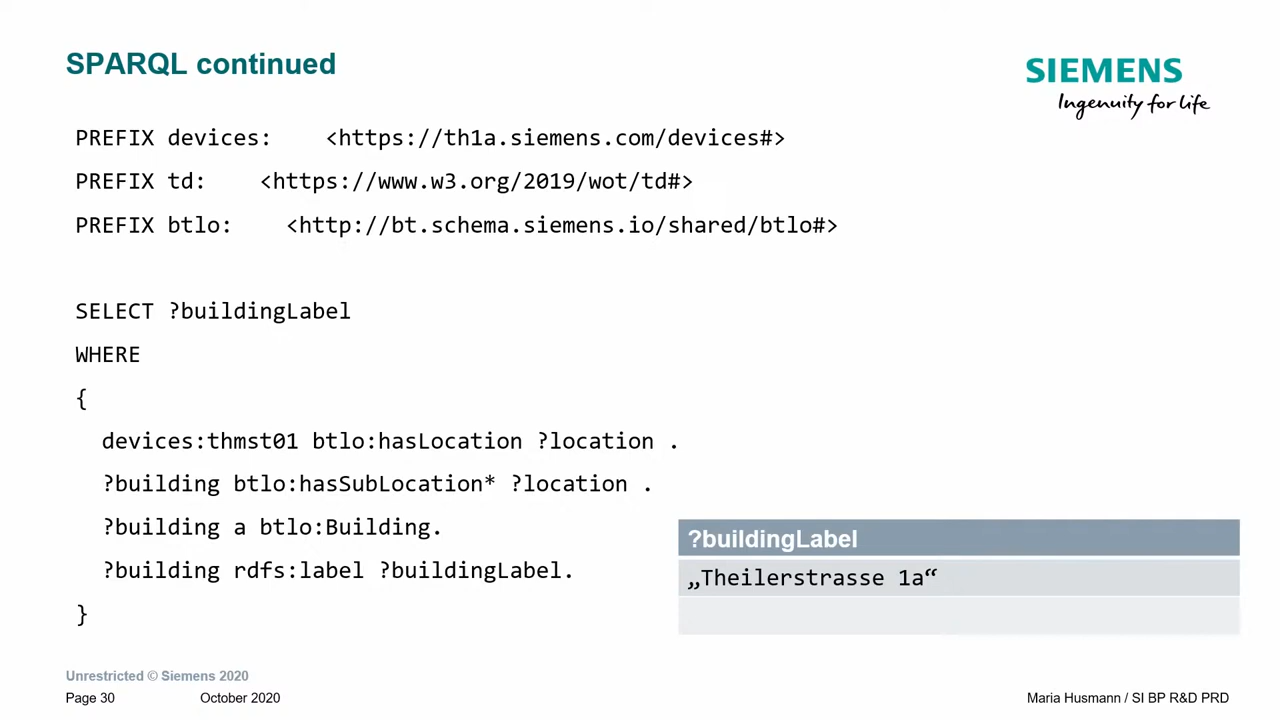 SPARQL continued
SIEMENS
Ingenuity for life
PREFIX devices: <https://th1a.siemens.com/devices#>
PREFIX td: <https://www.w3.org/2019/wot/td#>
PREFIX btlo: <http://bt.schema.siemens.io/shared/btlo#>
SELECT ?buildingLabel
WHERE
{
devices:thmst01 btlo:hasLocation ?location .
?building btlo:hasSubLocation* ?location .
?building a btlo:Building.
?building rdfs:label ?buildingLabel.
}
?buildingLabel
„Theilerstrasse 1a“
Unrestricted © Siemens 2020
Page 30 October 2020 Maria Husmann / SI BP R&D PRD